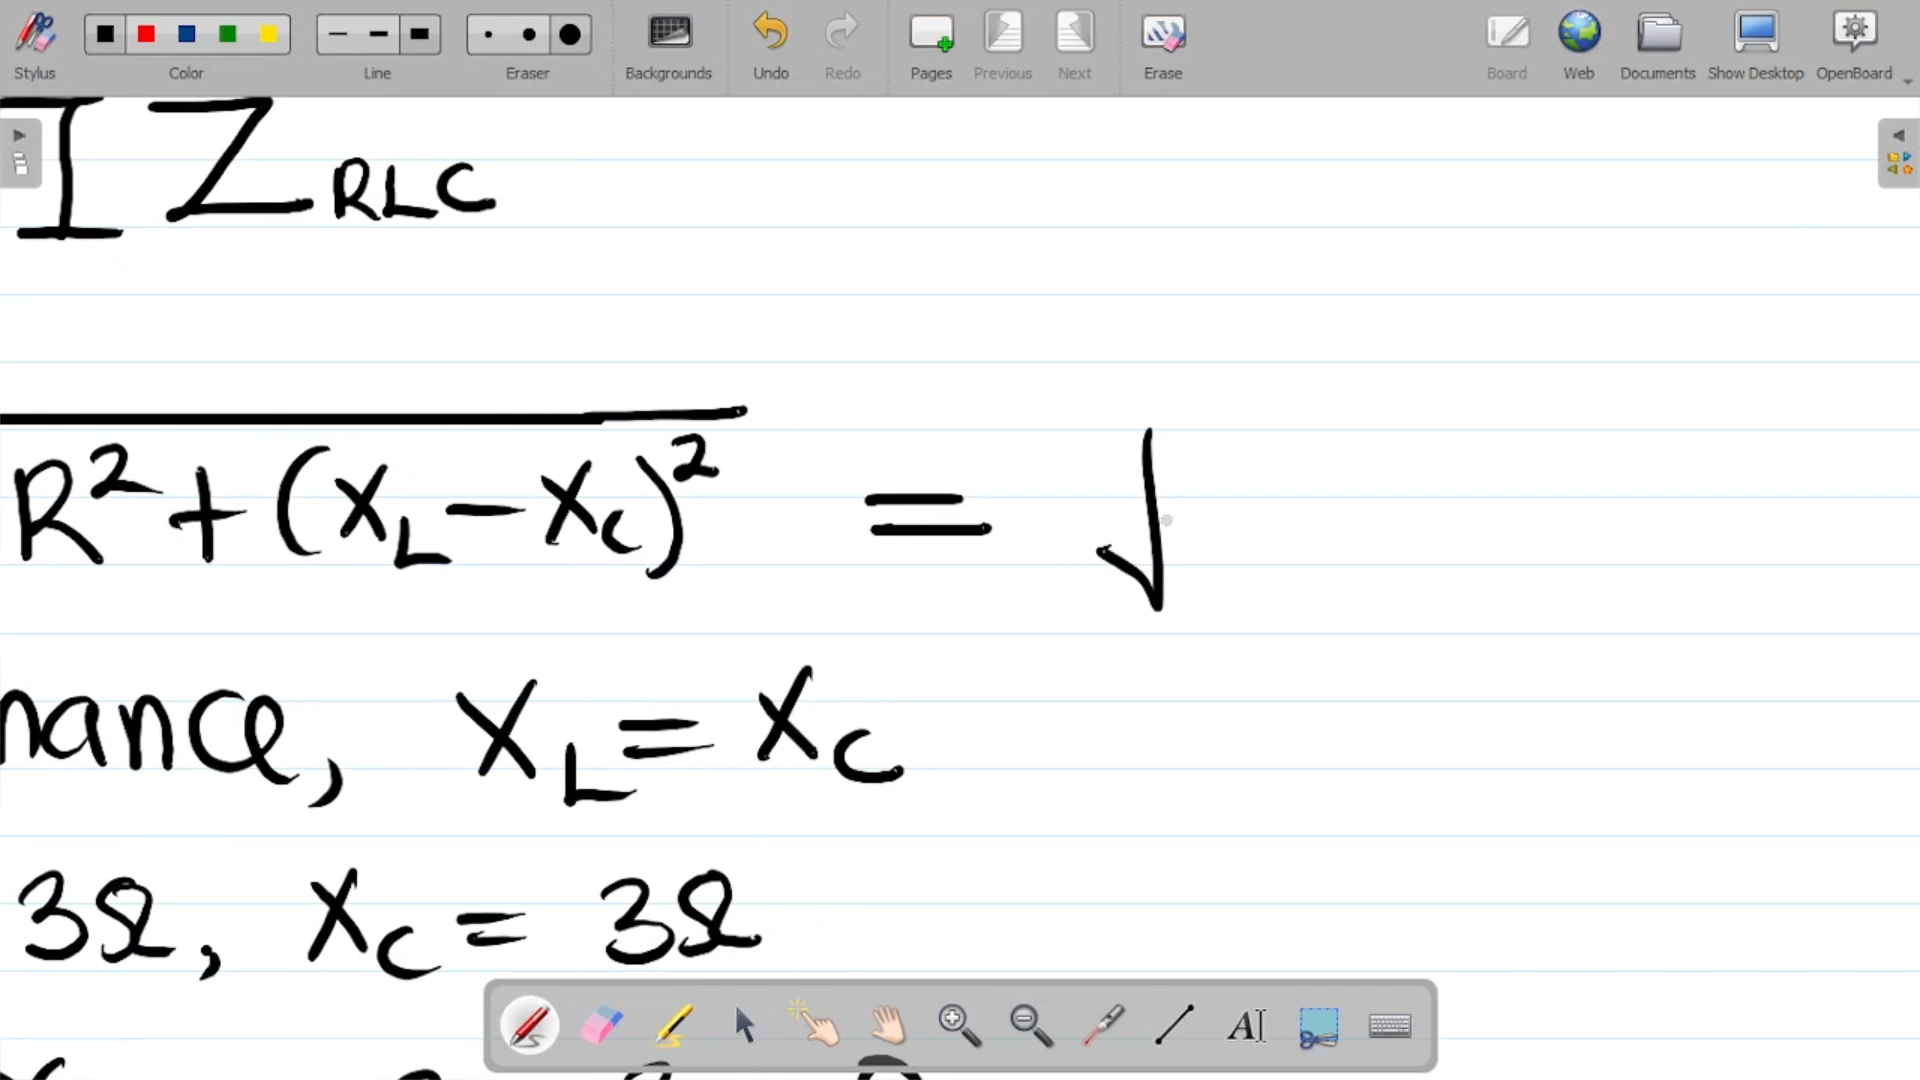 Stylus Color Line Eraser Backgrounds Undo Redo Pages Previous Next Erase Board Web Documents Show Desktop OpenBoard
I Z_RLC
R² + (X_L - X_C)² = √
nance, X_L = X_C
3Ω, X_C = 3Ω